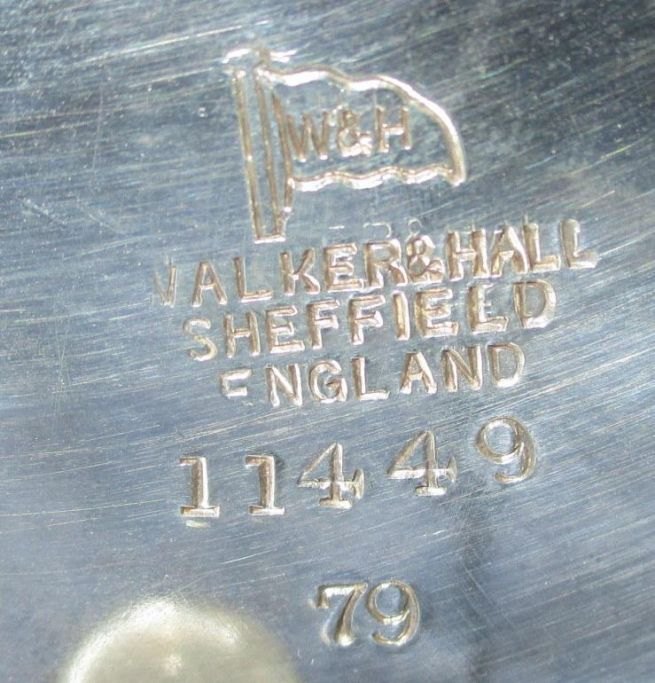 W&H
WALKER&HALL
SHEFFIELD
ENGLAND
11449
79